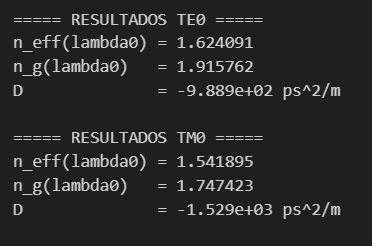 ===== RESULTADOS TE0 =====
n_eff(lambda0) = 1.624091
n_g(lambda0)   = 1.915762
D              = -9.889e+02 ps^2/m
===== RESULTADOS TM0 =====
n_eff(lambda0) = 1.541895
n_g(lambda0)   = 1.747423
D              = -1.529e+03 ps^2/m